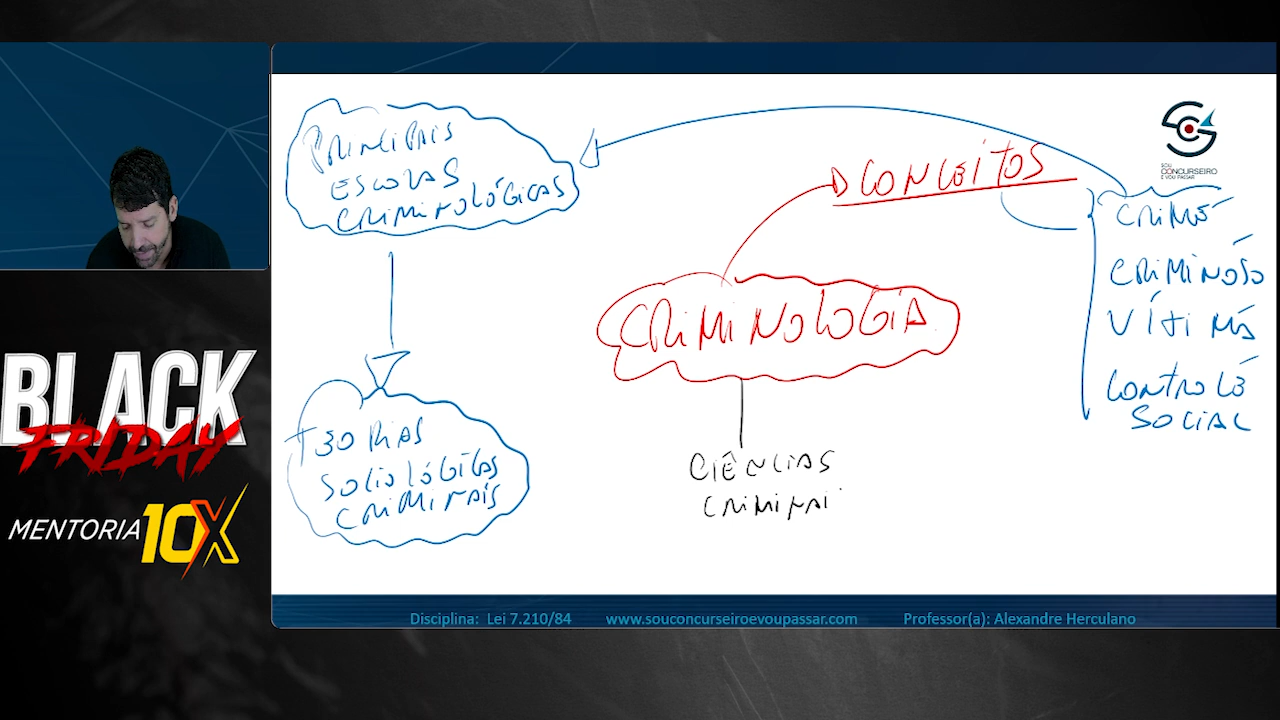 PRINCIPAIS
ESCOLAS
CRIMINOLÓGICAS
CONCEITOS
SOU
CONCURSEIRO
E VOU PASSAR
CRIME
CRIMINOSO
VÍTIMA
CONTROLE
SOCIAL
CRIMINOLOGIA
TEORIAS
SOCIOLÓGICAS
CRIMINAIS
CIÊNCIAS
CRIMINAI
BLACK
FRIDAY
MENTORIA 10X
Disciplina: Lei 7.210/84 www.souconcurseiroevoupassar.com Professor(a): Alexandre Herculano